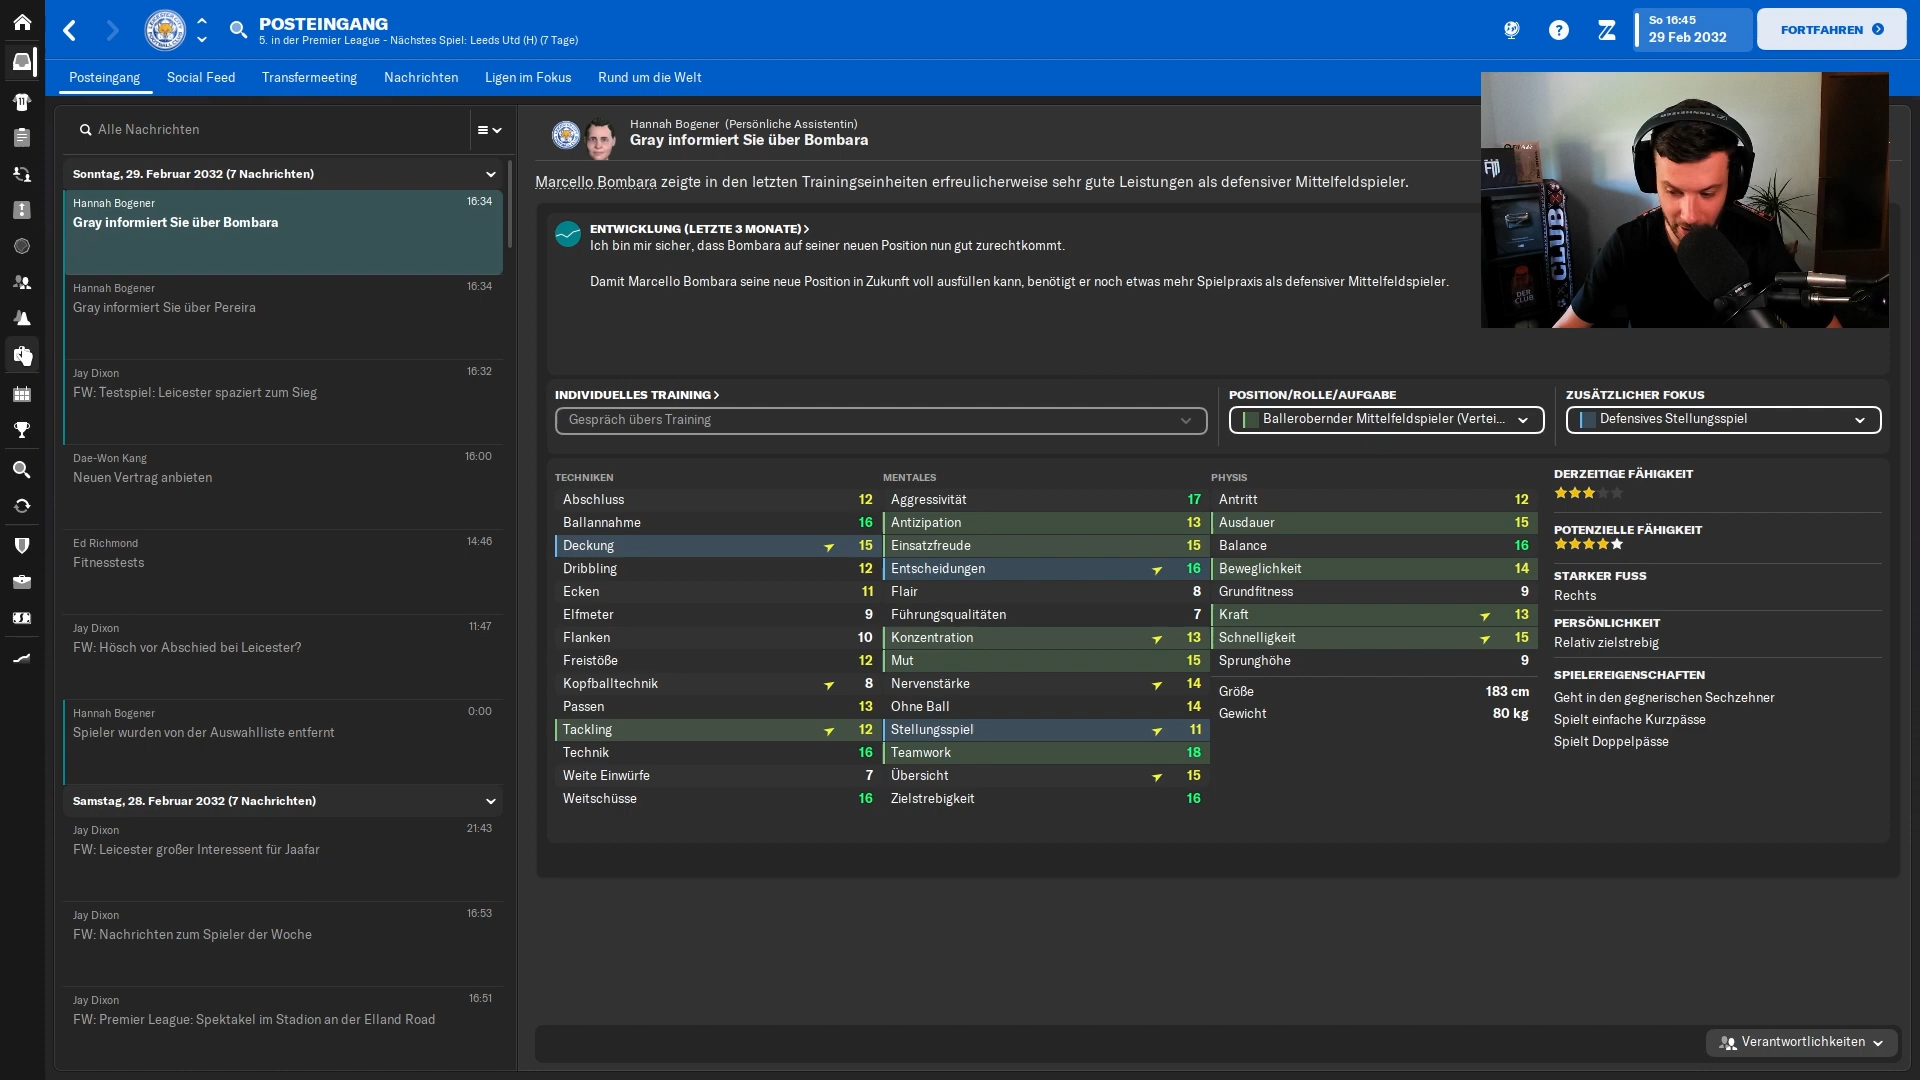 POSTEINGANG
5. in der Premier League - Nächstes Spiel: Leeds Utd (H) (7 Tage)
So 16:45
29 Feb 2032
FORTFAHREN
Posteingang
Social Feed
Transfermeeting
Nachrichten
Ligen im Fokus
Rund um die Welt
Alle Nachrichten
Sonntag, 29. Februar 2032 (7 Nachrichten)
Hannah Bogener 16:34
Gray informiert Sie über Bombara
Hannah Bogener 16:34
Gray informiert Sie über Pereira
Jay Dixon 16:32
FW: Testspiel: Leicester spaziert zum Sieg
Dae-Won Kang 16:00
Neuen Vertrag anbieten
Ed Richmond 14:46
Fitnesstests
Jay Dixon 11:47
FW: Hösch vor Abschied bei Leicester?
Hannah Bogener 0:00
Spieler wurden von der Auswahlliste entfernt
Samstag, 28. Februar 2032 (7 Nachrichten)
Jay Dixon 21:43
FW: Leicester großer Interessent für Jaafar
Jay Dixon 16:53
FW: Nachrichten zum Spieler der Woche
Jay Dixon 16:51
FW: Premier League: Spektakel im Stadion an der Elland Road
Hannah Bogener (Persönliche Assistentin)
Gray informiert Sie über Bombara
Marcello Bombara zeigte in den letzten Trainingseinheiten erfreulicherweise sehr gute Leistungen als defensiver Mittelfeldspieler.
ENTWICKLUNG (LETZTE 3 MONATE)
Ich bin mir sicher, dass Bombara auf seiner neuen Position nun gut zurechtkommt.
Damit Marcello Bombara seine neue Position in Zukunft voll ausfüllen kann, benötigt er noch etwas mehr Spielpraxis als defensiver Mittelfeldspieler.
CLUB
DER
CLUB
INDIVIDUELLES TRAINING
Gespräch übers Training
POSITION/ROLLE/AUFGABE
Ballerobernder Mittelfeldspieler (Vertei...
ZUSÄTZLICHER FOKUS
Defensives Stellungsspiel
TECHNIKEN
Abschluss 12
Ballannahme 16
Deckung 15
Dribbling 12
Ecken 11
Elfmeter 9
Flanken 10
Freistöße 12
Kopfballtechnik 8
Passen 13
Tackling 12
Technik 16
Weite Einwürfe 7
Weitschüsse 16
MENTALES
Aggressivität 17
Antizipation 13
Einsatzfreude 15
Entscheidungen 16
Flair 8
Führungsqualitäten 7
Konzentration 13
Mut 15
Nervenstärke 14
Ohne Ball 14
Stellungsspiel 11
Teamwork 18
Übersicht 15
Zielstrebigkeit 16
PHYSIS
Antritt 12
Ausdauer 15
Balance 16
Beweglichkeit 14
Grundfitness 9
Kraft 13
Schnelligkeit 15
Sprunghöhe 9
Größe 183 cm
Gewicht 80 kg
DERZEITIGE FÄHIGKEIT
POTENZIELLE FÄHIGKEIT
STARKER FUSS
Rechts
PERSÖNLICHKEIT
Relativ zielstrebig
SPIELEREIGENSCHAFTEN
Geht in den gegnerischen Sechzehner
Spielt einfache Kurzpässe
Spielt Doppelpässe
Verantwortlichkeiten